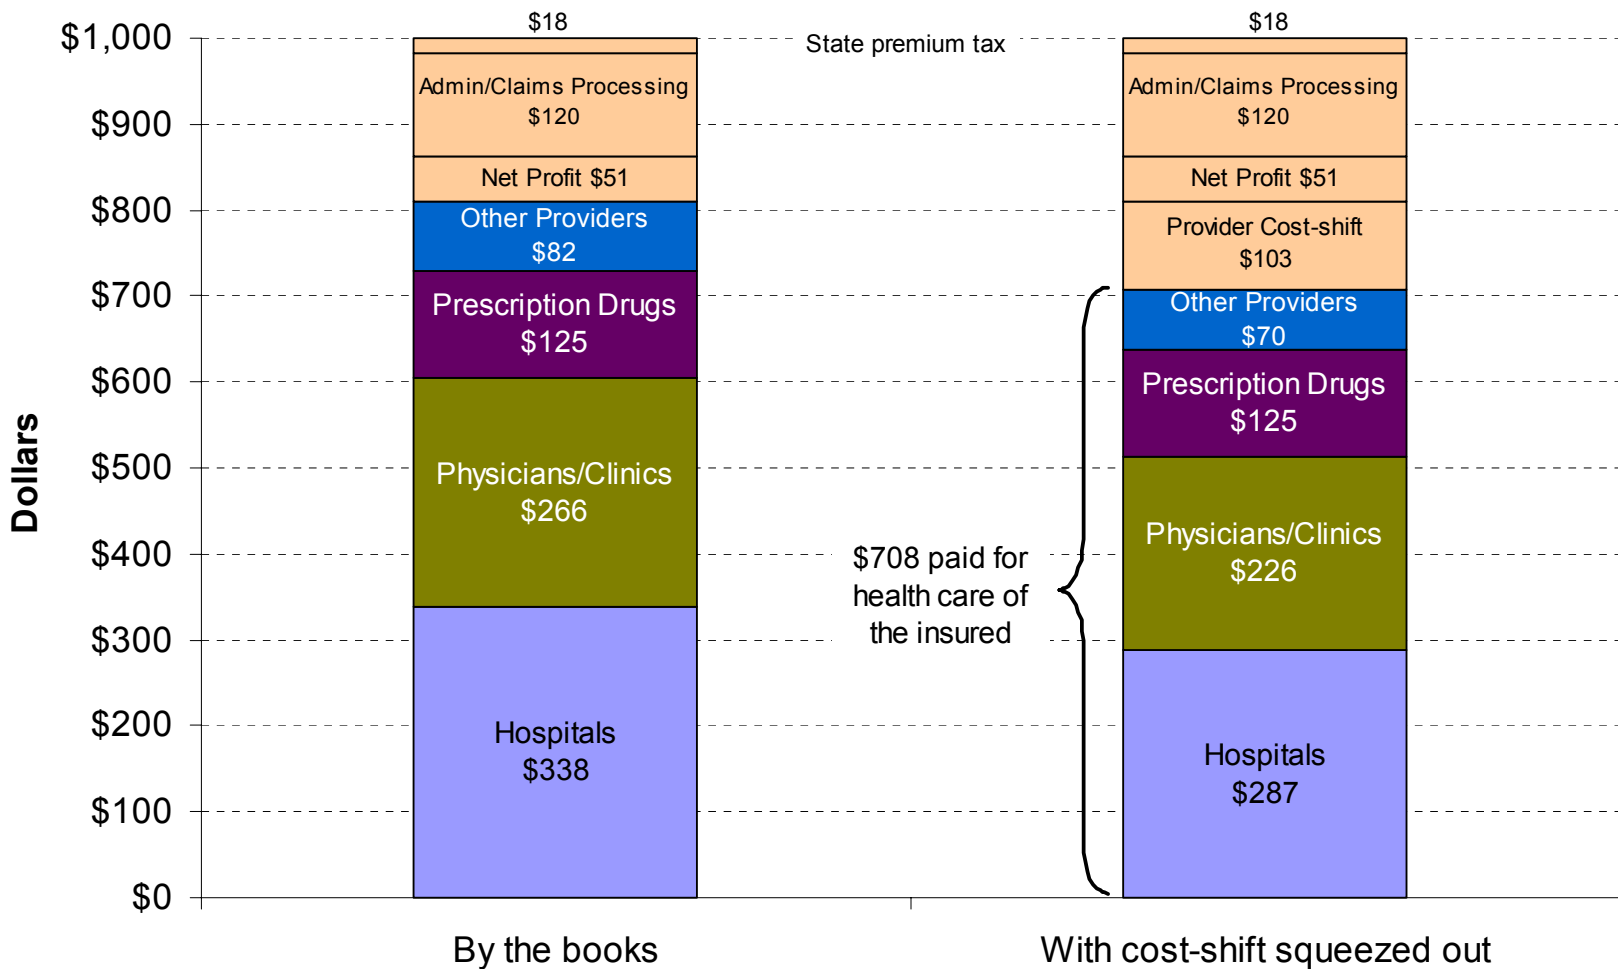 $18
$18
State premium tax
$1,000
$900
$800
$700
$600
$500
$400
$300
$200
$100
$0
Dollars
Admin/Claims Processing
$120
Net Profit $51
Other Providers
$82
Prescription Drugs
$125
Physicians/Clinics
$266
Hospitals
$338
$708 paid for
health care of
the insured
Admin/Claims Processing
$120
Net Profit $51
Provider Cost-shift
$103
Other Providers
$70
Prescription Drugs
$125
Physicians/Clinics
$226
Hospitals
$287
By the books
With cost-shift squeezed out